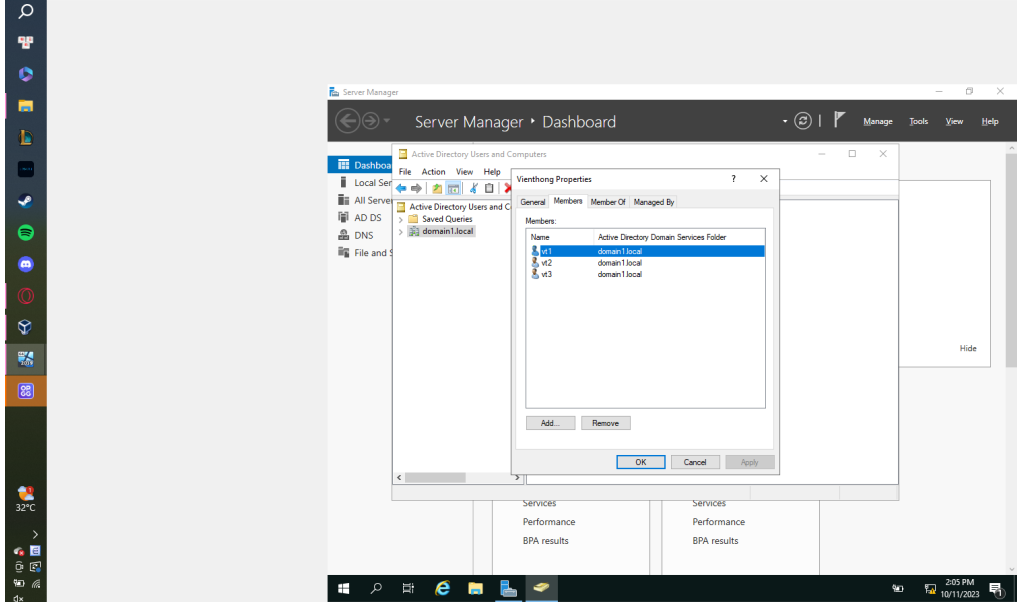 Server Manager
Server Manager • Dashboard
Manage Tools View Help
Dashboa
Local Ser
All Server
AD DS
DNS
File and S
Active Directory Users and Computers
File Action View Help
Active Directory Users and C
Saved Queries
domain1.local
Vienthong Properties
?
General Members Member Of Managed By
Members:
Name Active Directory Domain Services Folder
vt1 domain1.local
vt2 domain1.local
vt3 domain1.local
Add... Remove
OK Cancel Apply
Hide
Services Services
Performance Performance
BPA results BPA results
32°C
2:05 PM
10/11/2023